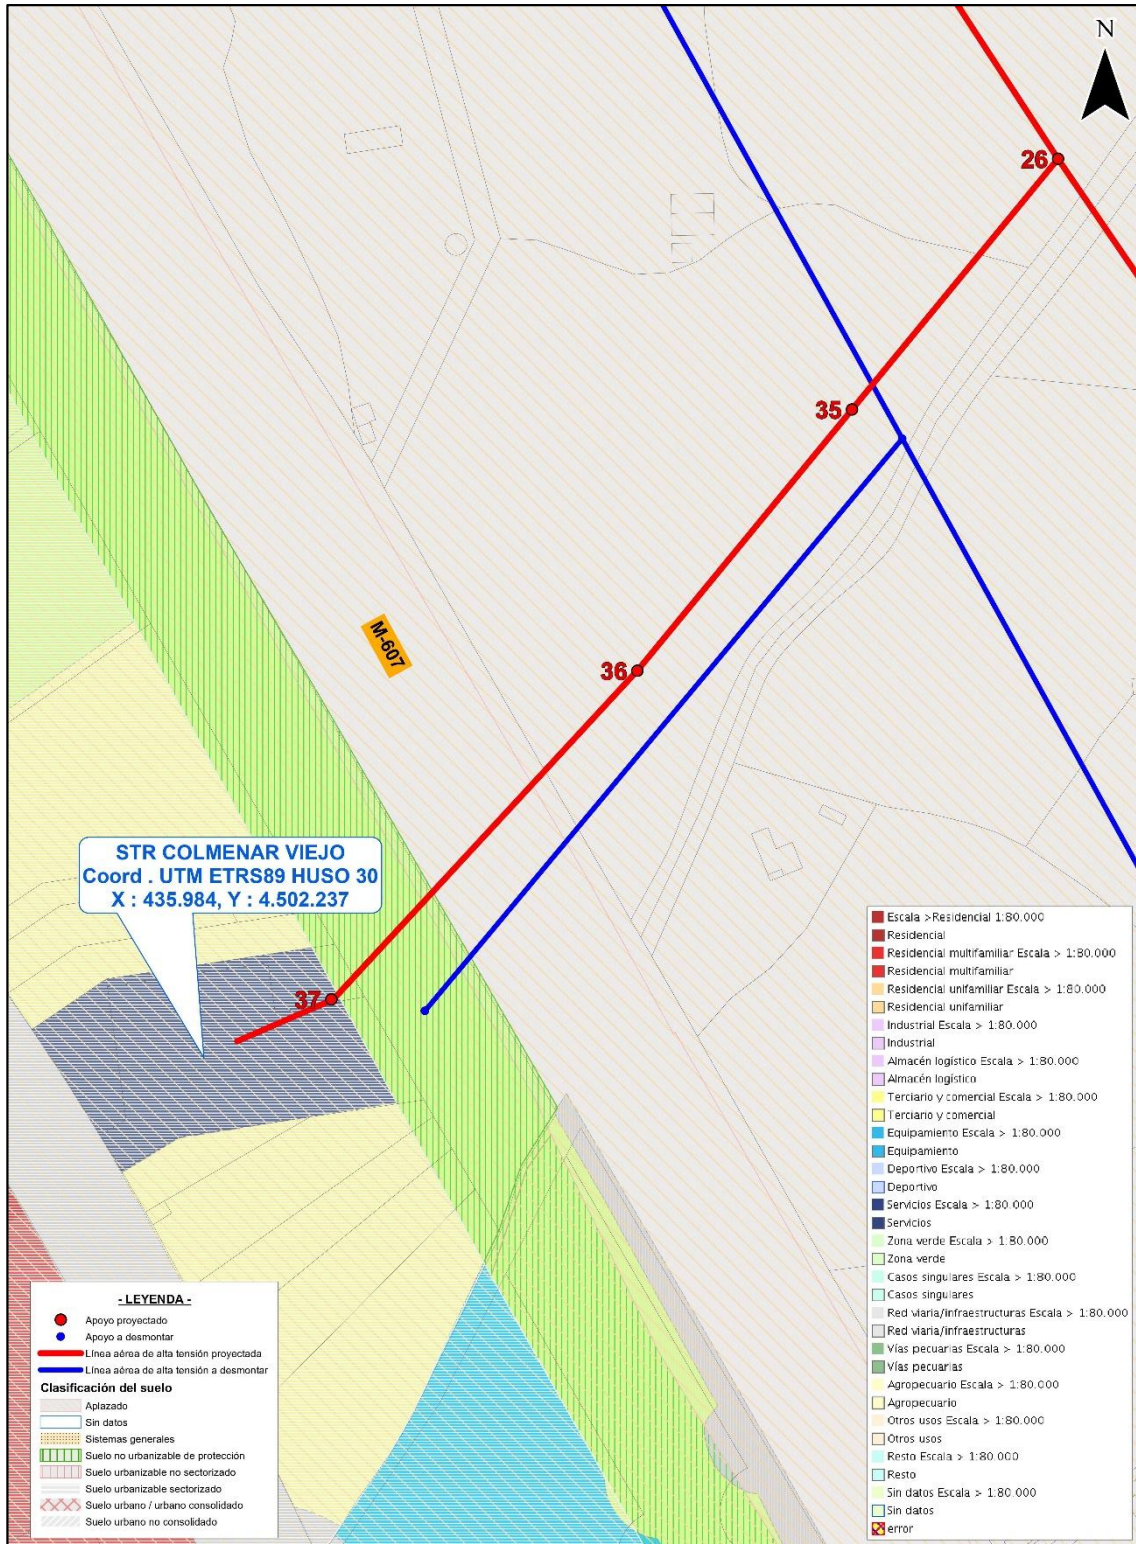 N
26
35
36
M-607
STR COLMENAR VIEJO
Coord . UTM ETRS89 HUSO 30
X : 435.984, Y : 4.502.237
37
- LEYENDA -
Apoyo proyectado
Apoyo a desmontar
Línea aérea de alta tensión proyectada
Línea aérea de alta tensión a desmontar
Clasificación del suelo
Aplazado
Sin datos
Sistemas generales
Suelo no urbanizable de protección
Suelo urbanizable no sectorizado
Suelo urbanizable sectorizado
Suelo urbano / urbano consolidado
Suelo urbano no consolidado
Escala >Residencial 1:80.000
Residencial
Residencial multifamiliar Escala > 1:80.000
Residencial multifamiliar
Residencial unifamiliar Escala > 1:80.000
Residencial unifamiliar
Industrial Escala > 1:80.000
Industrial
Almacén logístico Escala > 1:80.000
Almacén logístico
Terciario y comercial Escala > 1:80.000
Terciario y comercial
Equipamiento Escala > 1:80.000
Equipamiento
Deportivo Escala > 1:80.000
Deportivo
Servicios Escala > 1:80.000
Servicios
Zona verde Escala > 1:80.000
Zona verde
Casos singulares Escala > 1:80.000
Casos singulares
Red viaria/infraestructuras Escala > 1:80.000
Red viaria/infraestructuras
Vías pecuarias Escala > 1:80.000
Vías pecuarias
Agropecuario Escala > 1:80.000
Agropecuario
Otros usos Escala > 1:80.000
Otros usos
Resto Escala > 1:80.000
Resto
Sin datos Escala > 1:80.000
Sin datos
error